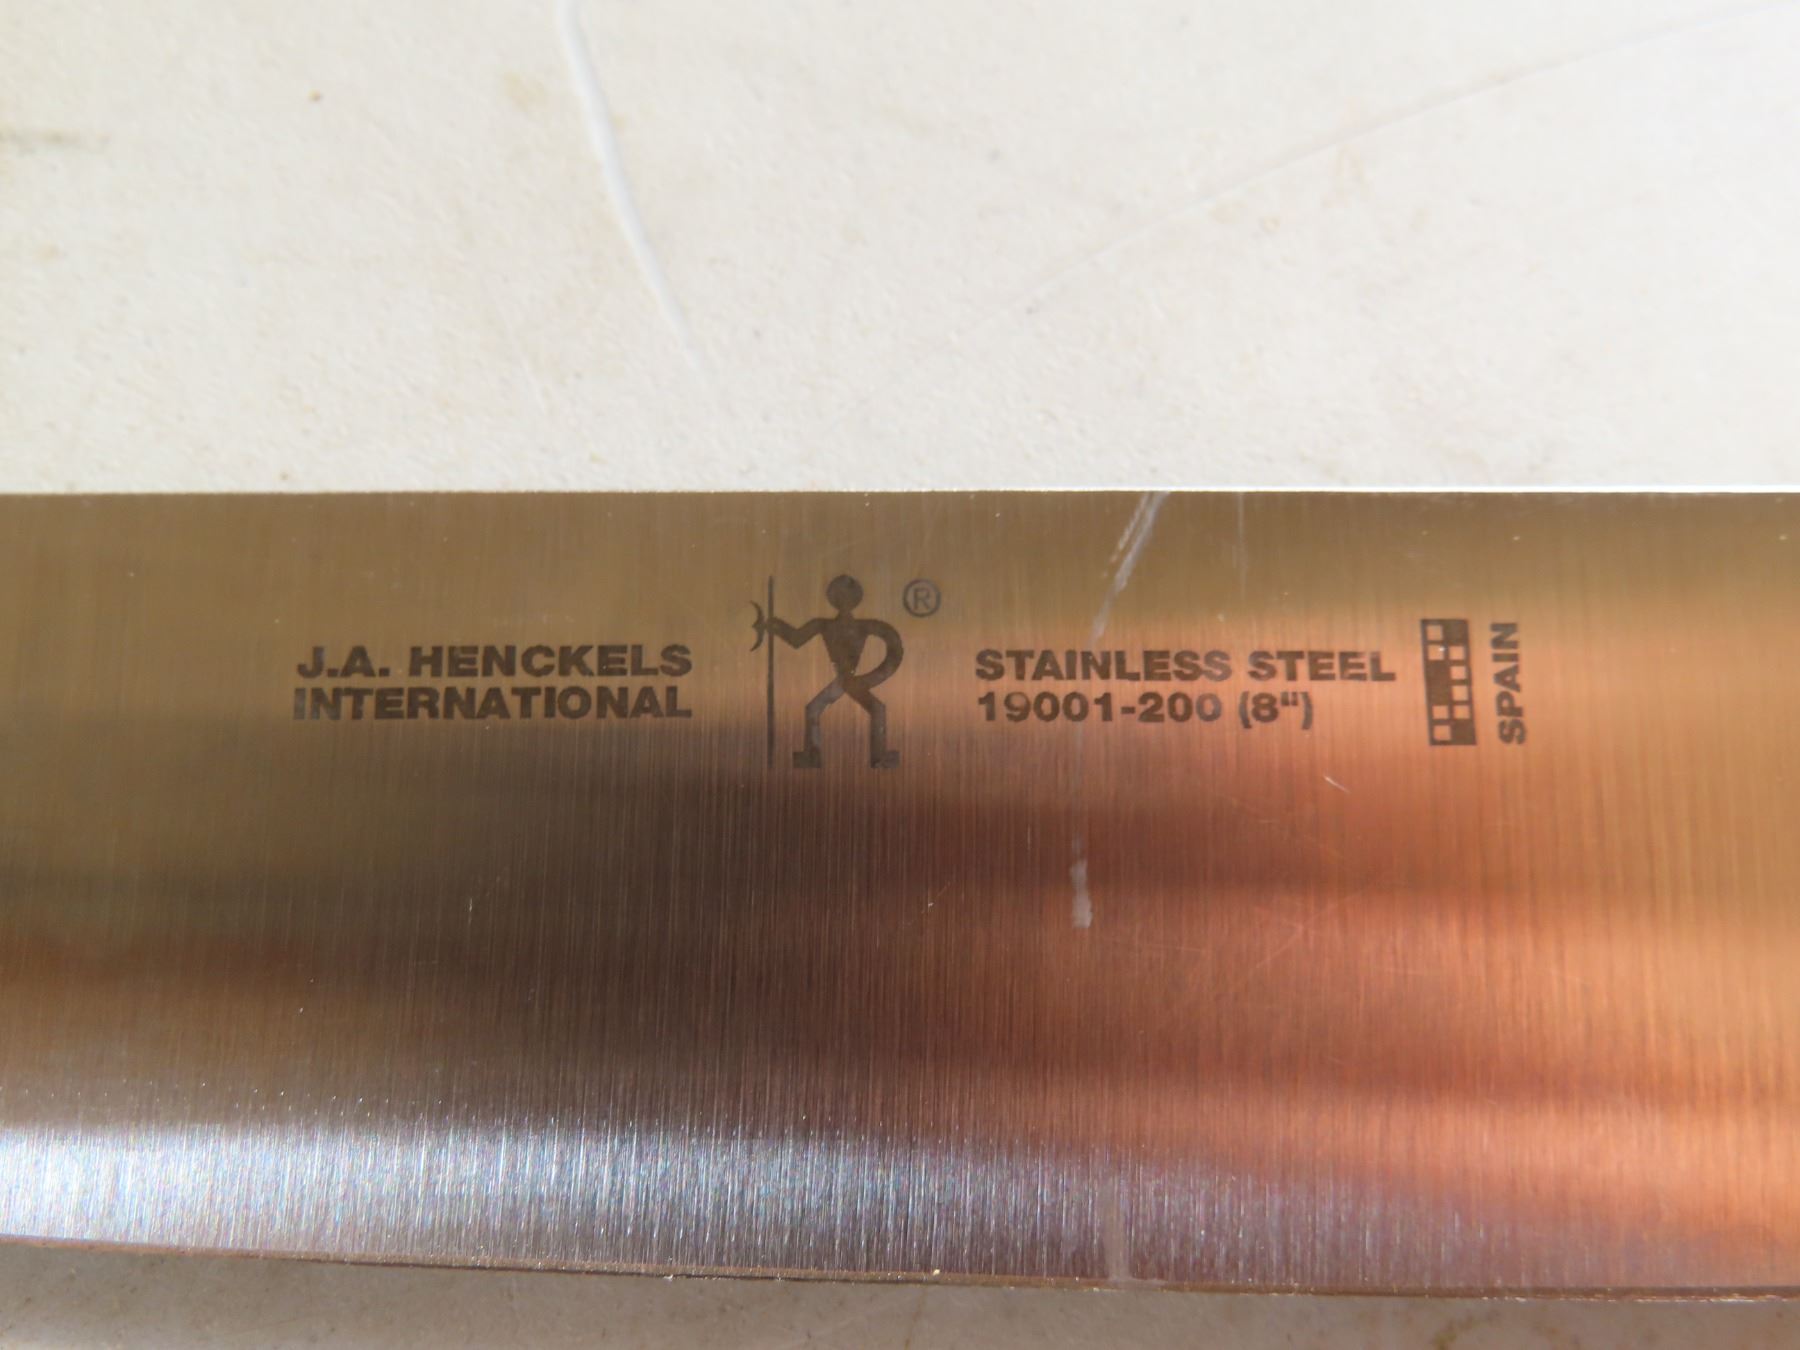 J.A. HENCKELS
INTERNATIONAL
®
STAINLESS STEEL
19001-200 (8")
SPAIN